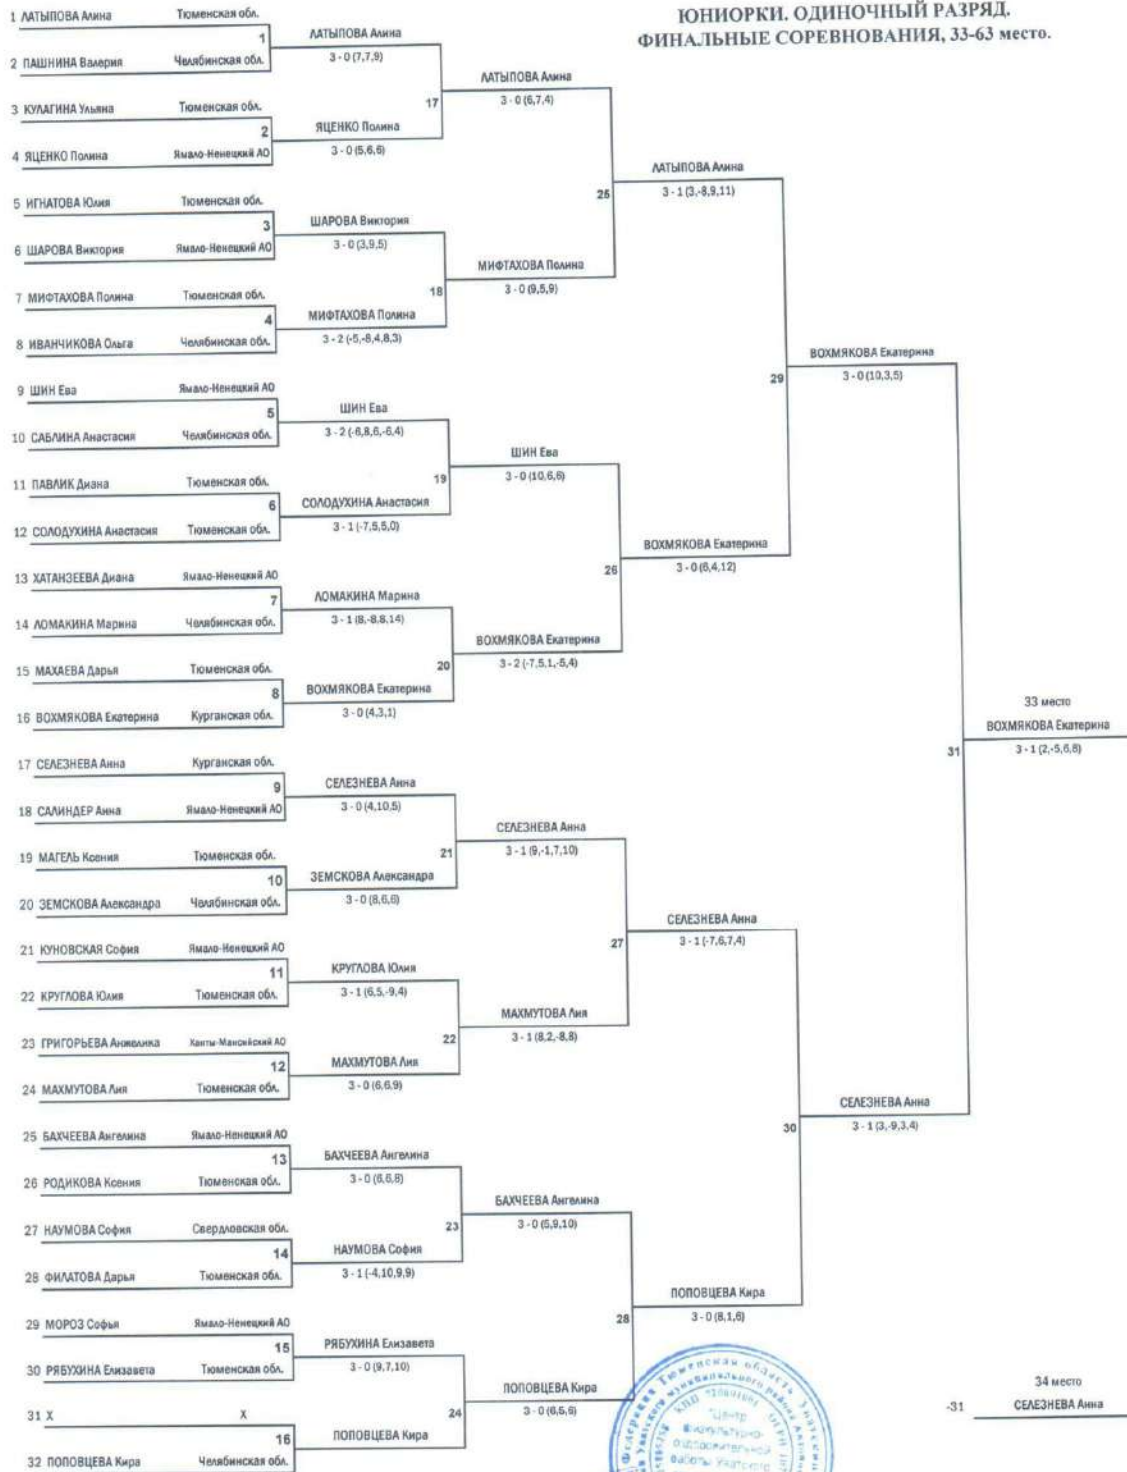 ЮНИОРКИ. ОДИНОЧНЫЙ РАЗРЯД.
ФИНАЛЬНЫЕ СОРЕВНОВАНИЯ, 33-63 место.
1 ЛАТЫПОВА Алина Тюменская обл.
1
ЛАТЫПОВА Алина
3 - 0 (7,7,9)
2 ПАШНИНА Валерия Челябинская обл.
17
ЛАТЫПОВА Алина
3 - 0 (6,7,4)
3 КУЛАГИНА Ульяна Тюменская обл.
2
ЯЦЕНКО Полина
3 - 0 (5,6,6)
4 ЯЦЕНКО Полина Ямало-Ненецкий АО
25
ЛАТЫПОВА Алина
3 - 1 (3,-8,9,11)
5 ИГНАТОВА Юлия Тюменская обл.
3
ШАРОВА Виктория
3 - 0 (3,9,5)
6 ШАРОВА Виктория Ямало-Ненецкий АО
18
МИФТАХОВА Полина
3 - 0 (9,5,9)
7 МИФТАХОВА Полина Тюменская обл.
4
МИФТАХОВА Полина
3 - 2 (-5,-8,4,8,3)
8 ИВАНЧИКОВА Ольга Челябинская обл.
29
ВОХМЯКОВА Екатерина
3 - 0 (10,3,5)
9 ШИН Ева Ямало-Ненецкий АО
5
ШИН Ева
3 - 2 (-6,8,6,-6,4)
10 САБЛИНА Анастасия Челябинская обл.
19
ШИН Ева
3 - 0 (10,6,6)
11 ПАВЛИК Диана Тюменская обл.
6
СОЛОДУХИНА Анастасия
3 - 1 (-7,5,5,0)
12 СОЛОДУХИНА Анастасия Тюменская обл.
26
ВОХМЯКОВА Екатерина
3 - 0 (6,4,12)
13 ХАТАНЗЕЕВА Диана Ямало-Ненецкий АО
7
ЛОМАКИНА Марина
3 - 1 (8,-8,8,14)
14 ЛОМАКИНА Марина Челябинская обл.
20
ВОХМЯКОВА Екатерина
3 - 2 (-7,5,1,-5,4)
15 МАХАЕВА Дарья Тюменская обл.
8
ВОХМЯКОВА Екатерина
3 - 0 (4,3,1)
16 ВОХМЯКОВА Екатерина Курганская обл.
31
33 место
ВОХМЯКОВА Екатерина
3 - 1 (2,-5,6,8)
17 СЕЛЕЗНЕВА Анна Курганская обл.
9
СЕЛЕЗНЕВА Анна
3 - 0 (4,10,5)
18 САЛИНДЕР Анна Ямало-Ненецкий АО
21
СЕЛЕЗНЕВА Анна
3 - 1 (9,-1,7,10)
19 МАГЕЛЬ Ксения Тюменская обл.
10
ЗЕМСКОВА Александра
3 - 0 (8,6,6)
20 ЗЕМСКОВА Александра Челябинская обл.
27
СЕЛЕЗНЕВА Анна
3 - 1 (-7,6,7,4)
21 КУНОВСКАЯ София Ямало-Ненецкий АО
11
КРУГЛОВА Юлия
3 - 1 (6,5,-9,4)
22 КРУГЛОВА Юлия Тюменская обл.
22
МАХМУТОВА Лия
3 - 1 (8,2,-8,8)
23 ГРИГОРЬЕВА Анжелика Ханты-Мансийский АО
12
МАХМУТОВА Лия
3 - 0 (6,6,9)
24 МАХМУТОВА Лия Тюменская обл.
30
СЕЛЕЗНЕВА Анна
3 - 1 (3,-9,3,4)
25 БАХЧЕЕВА Ангелина Ямало-Ненецкий АО
13
БАХЧЕЕВА Ангелина
3 - 0 (6,6,8)
26 РОДИКОВА Ксения Тюменская обл.
23
БАХЧЕЕВА Ангелина
3 - 0 (5,9,10)
27 НАУМОВА София Свердловская обл.
14
НАУМОВА София
3 - 1 (-4,10,9,9)
28 ФИЛАТОВА Дарья Тюменская обл.
28
ПОПОВЦЕВА Кира
3 - 0 (8,1,6)
29 МОРОЗ Софья Ямало-Ненецкий АО
15
РЯБУХИНА Елизавета
3 - 0 (9,7,10)
30 РЯБУХИНА Елизавета Тюменская обл.
24
ПОПОВЦЕВА Кира
3 - 0 (6,5,6)
31 X X
16
ПОПОВЦЕВА Кира
32 ПОПОВЦЕВА Кира Челябинская обл.
-31
34 место
СЕЛЕЗНЕВА Анна
Тюменская область
муниципального района
"Центр
физкультурно-
оздоровительной
работы Уватского